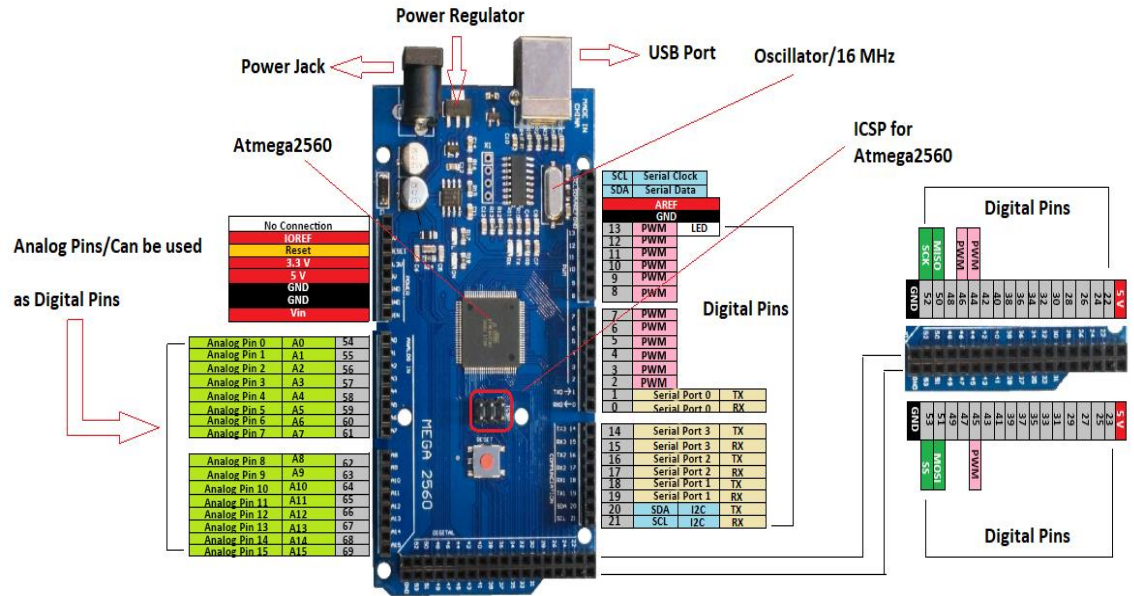 Power Regulator
Power Jack
USB Port
Oscillator/16 MHz
Atmega2560
ICSP for
Atmega2560
Analog Pins/Can be used
as Digital Pins
No Connection
IOREF
Reset
3.3 V
5 V
GND
GND
Vin
Analog Pin 0 A0 54
Analog Pin 1 A1 55
Analog Pin 2 A2 56
Analog Pin 3 A3 57
Analog Pin 4 A4 58
Analog Pin 5 A5 59
Analog Pin 6 A6 60
Analog Pin 7 A7 61
Analog Pin 8 A8 62
Analog Pin 9 A9 63
Analog Pin 10 A10 64
Analog Pin 11 A11 65
Analog Pin 12 A12 66
Analog Pin 13 A13 67
Analog Pin 14 A14 68
Analog Pin 15 A15 69
MADE IN
CHINA
X1
POWER
ANALOG IN
MEGA 2560
RESET
COMMUNICATION
DIGITAL
SCL Serial Clock
SDA Serial Data
AREF
GND
13 PWM LED
12 PWM
11 PWM
10 PWM
9 PWM
8 PWM
7 PWM
6 PWM
5 PWM
4 PWM
3 PWM
2 PWM
1 Serial Port 0 TX
0 Serial Port 0 RX
14 Serial Port 3 TX
15 Serial Port 3 RX
16 Serial Port 2 TX
17 Serial Port 2 RX
18 Serial Port 1 TX
19 Serial Port 1 RX
20 SDA I2C TX
21 SCL I2C RX
Digital Pins
Digital Pins
SCK
MISO
PWM
PWM
GND 52 50 48 46 44 42 40 38 36 34 32 30 28 26 24 22 5 V
GND 53 51 49 47 45 43 41 39 37 35 33 31 29 27 25 23 5 V
SS
MOSI
PWM
Digital Pins